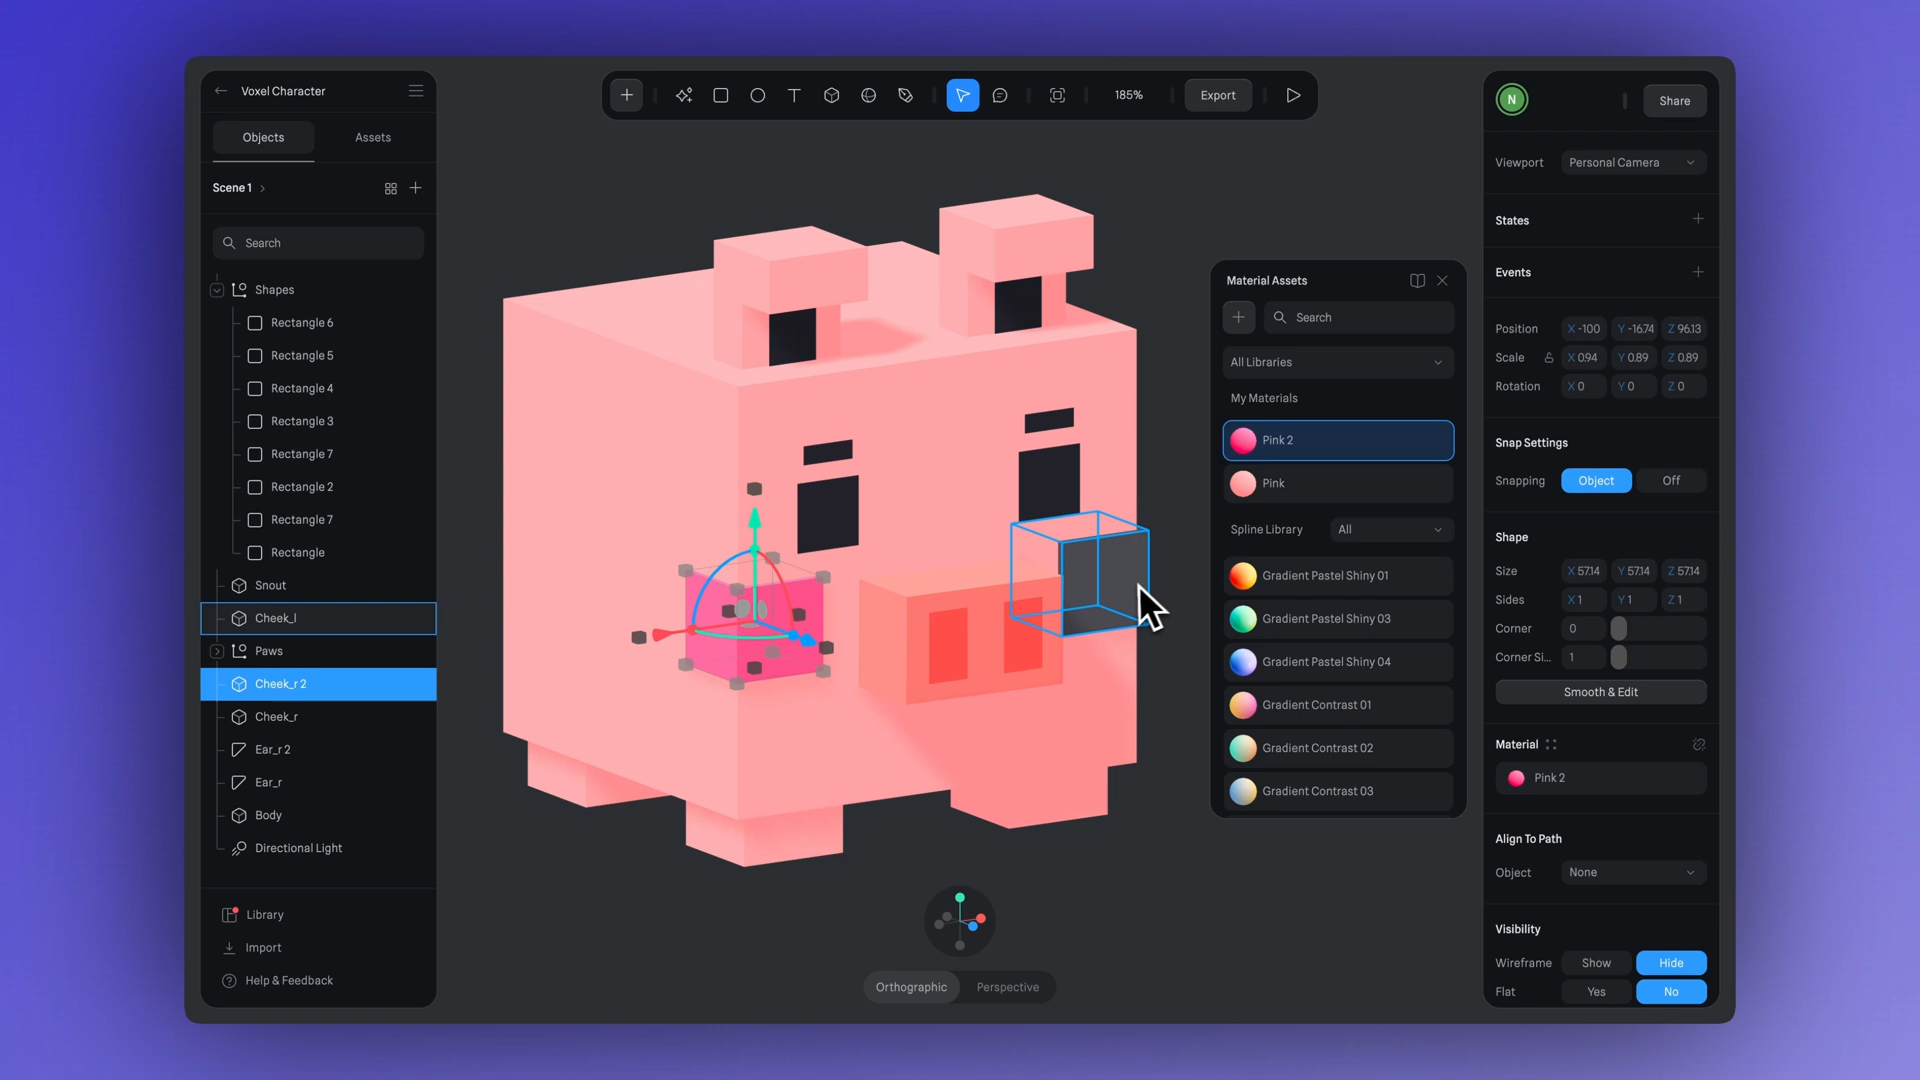 Voxel Character
Objects
Assets
Scene 1
Search
Shapes
Rectangle 6
Rectangle 5
Rectangle 4
Rectangle 3
Rectangle 7
Rectangle 2
Rectangle 7
Rectangle
Snout
Cheek_l
Paws
Cheek_r 2
Cheek_r
Ear_r 2
Ear_r
Body
Directional Light
Library
Import
Help & Feedback
T
185%
Export
Orthographic
Perspective
Material Assets
Search
All Libraries
My Materials
Pink 2
Pink
Spline Library
All
Gradient Pastel Shiny 01
Gradient Pastel Shiny 03
Gradient Pastel Shiny 04
Gradient Contrast 01
Gradient Contrast 02
Gradient Contrast 03
N
Share
Viewport
Personal Camera
States
Events
Position X -100 Y -16.74 Z 96.13
Scale X 0.94 Y 0.89 Z 0.89
Rotation X 0 Y 0 Z 0
Snap Settings
Snapping Object Off
Shape
Size X 57.14 Y 57.14 Z 57.14
Sides X 1 Y 1 Z 1
Corner 0
Corner Si... 1
Smooth & Edit
Material
Pink 2
Align To Path
Object None
Visibility
Wireframe Show Hide
Flat Yes No